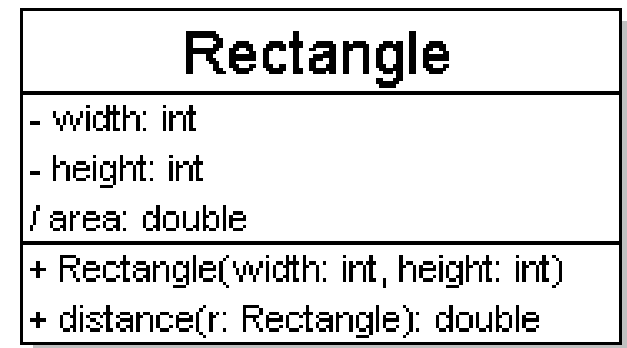 Rectangle
- width: int
- height: int
/ area: double
+ Rectangle(width: int, height: int)
+ distance(r: Rectangle): double